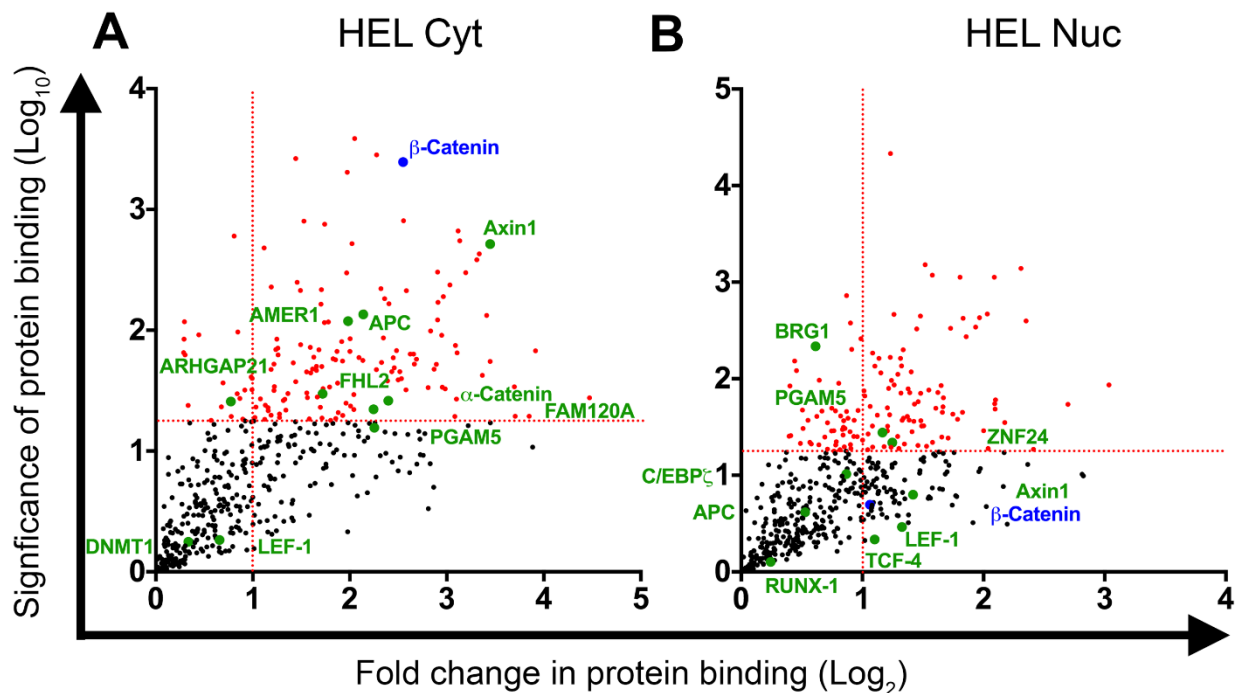 A HEL Cyt
B HEL Nuc
Signficance of protein binding (Log10)
4
3
2
1
0
0 1 2 3 4 5
β-Catenin
Axin1
AMER1
APC
ARHGAP21
FHL2
α-Catenin
FAM120A
PGAM5
DNMT1
LEF-1
5
4
3
2
1
0
0 1 2 3 4
BRG1
PGAM5
ZNF24
C/EBPζ
Axin1
APC
β-Catenin
LEF-1
TCF-4
RUNX-1
Fold change in protein binding (Log2)